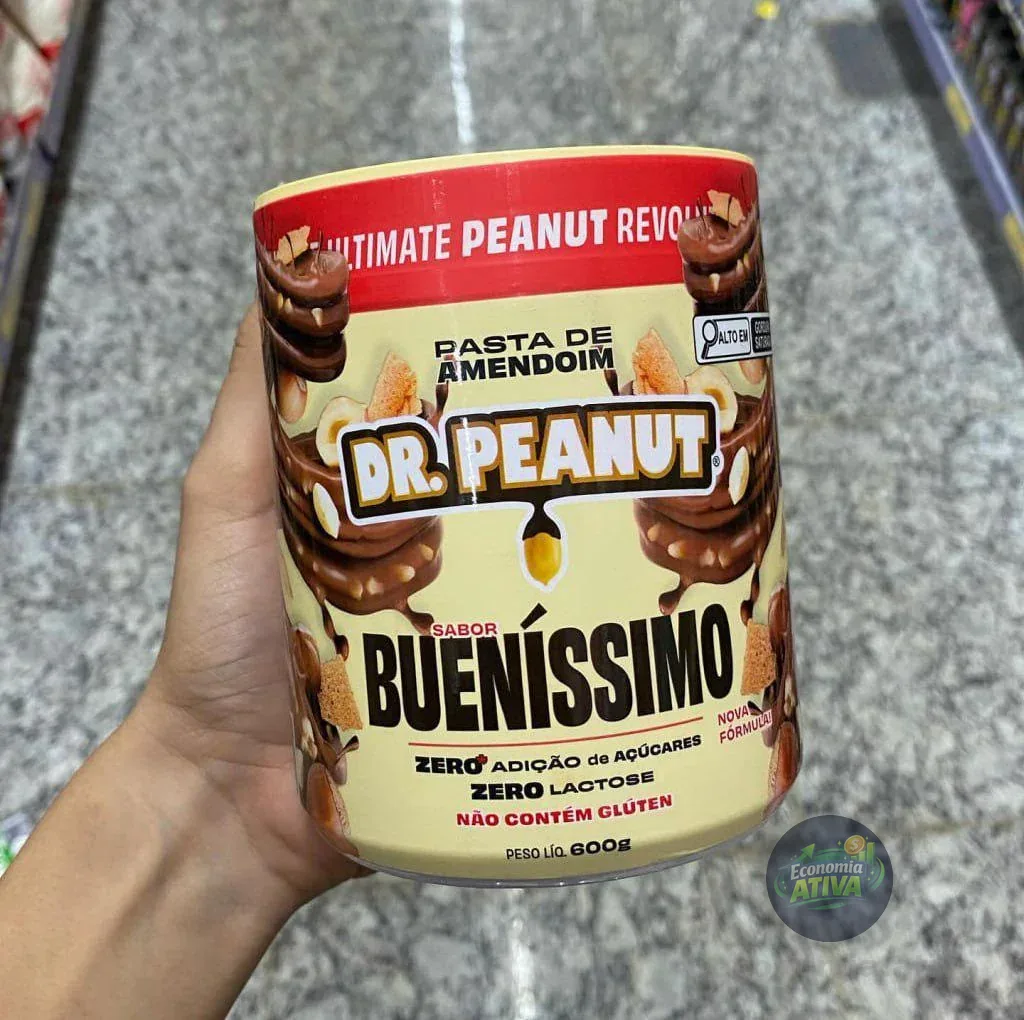 ULTIMATE PEANUT
PASTA DE
AMENDOIM
ALTO EM
DR. PEANUT®
SABOR
BUENÍSSIMO
NOVA
FÓRMULA!
ZERO* ADIÇÃO de AÇÚCARES
ZERO LACTOSE
NÃO CONTÉM GLÚTEN
PESO LÍQ. 600g
Economia
ATIVA